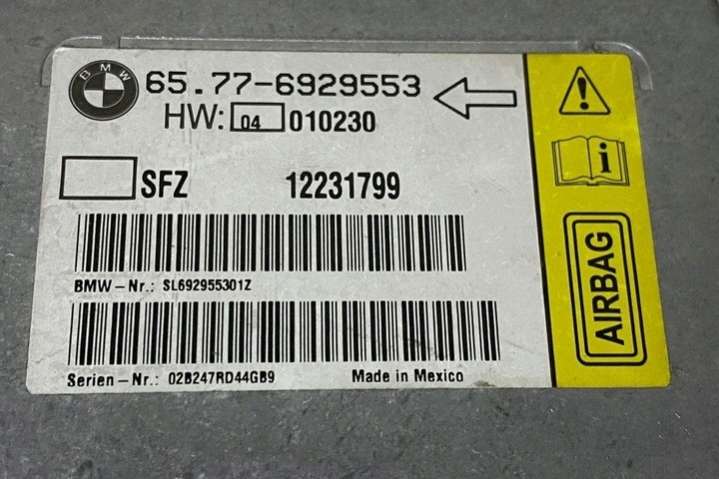 BMW
65.77-6929553
HW: 04 010230
SFZ 12231799
BMW-Nr.: SL692955301Z
Serien-Nr.: 02B247RD44GB9 Made in Mexico
i
AIRBAG